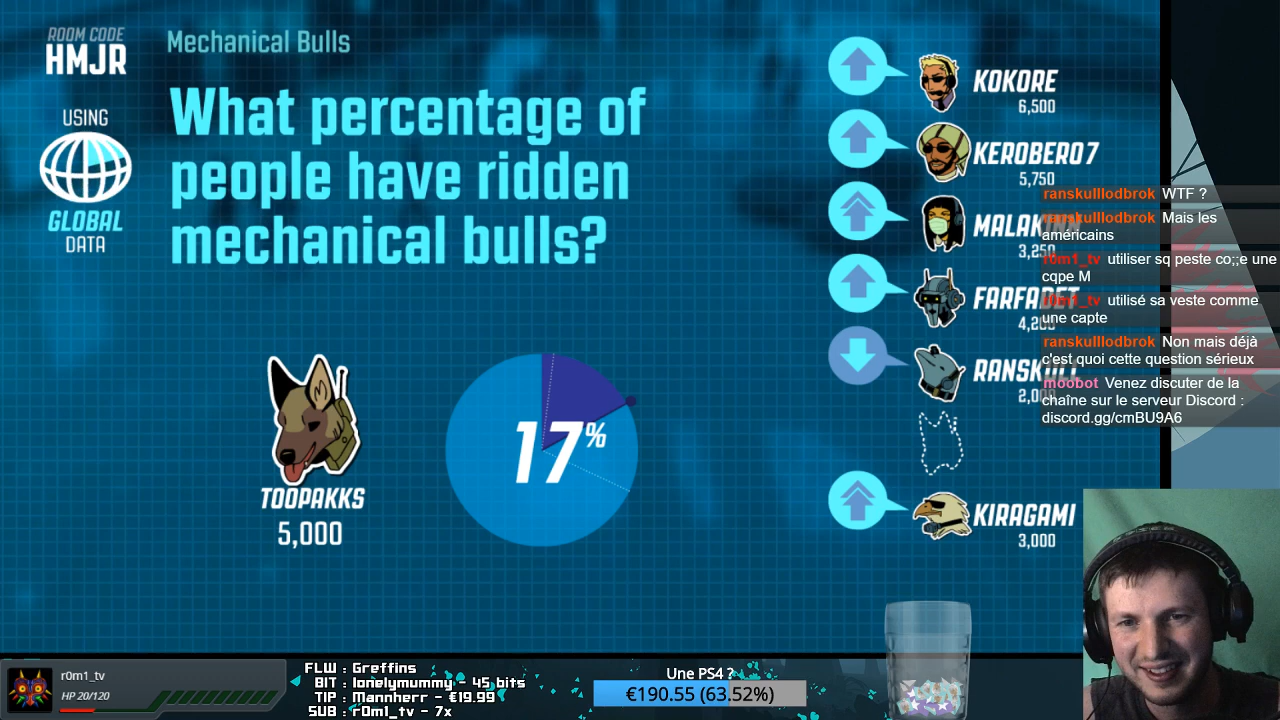 ROOM CODE
HMJR
USING
GLOBAL
DATA
Mechanical Bulls
What percentage of
people have ridden
mechanical bulls?
TOOPAKKS
5,000
17%
KOKORE
6,500
KEROBERO7
5,750
3,250
FARFADET
2,000
KIRAGAMI
3,000
ranskulllodbrok WTF ?
ranskulllodbrok Mais les
américains
r0m1_tv utiliser sq peste co;;e une
cqpe M
r0m1_tv utilisé sa veste comme
une capte
ranskulllodbrok Non mais déjà
c'est quoi cette question sérieux
moobot Venez discuter de la
chaîne sur le serveur Discord :
discord.gg/cmBU9A6
r0m1_tv
HP 20/120
FLW : Greffins
BIT : lonelymummy - 45 bits
TIP : Mannherr - €19.99
SUB : r0m1_tv - 7x
Une PS4 ?
€190.55 (63.52%)